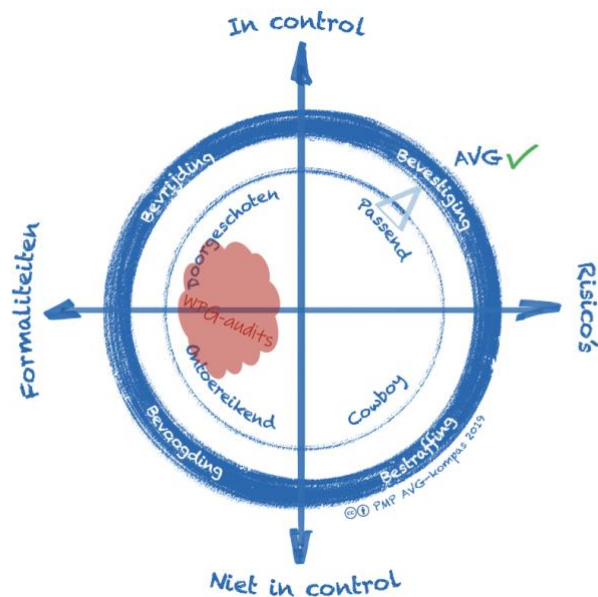 In control
AVG
Bevrijding
Bevestiging
Doorgeschoten
Passend
Formaliteiten
WPG-audits
Risico's
Ontoereikend
Cowboy
Bevoogding
Bestraffing
cc PMP AVG-kompas 2019
Niet in control